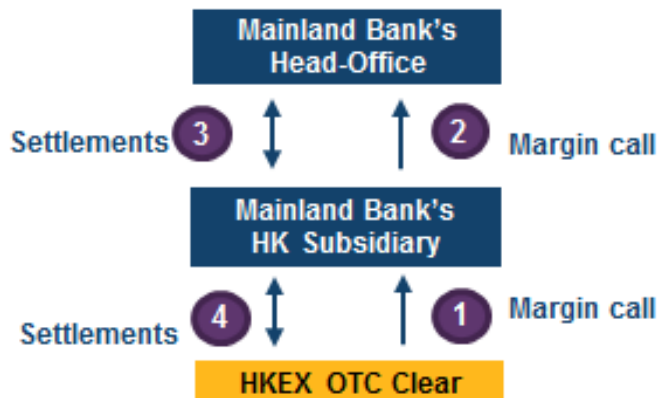 Mainland Bank's
Head-Office
Settlements 3 2 Margin call
Mainland Bank's
HK Subsidiary
Settlements 4 1 Margin call
HKEX OTC Clear